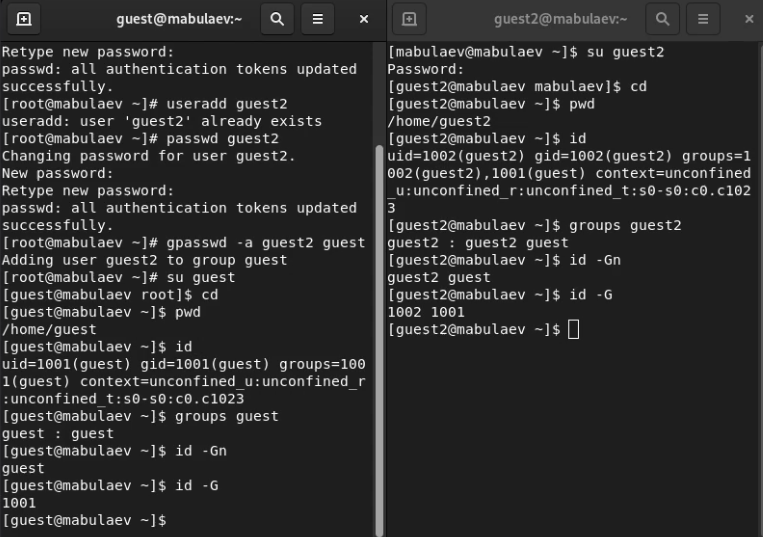 guest@mabulaev:~
Retype new password:
passwd: all authentication tokens updated
successfully.
[root@mabulaev ~]# useradd guest2
useradd: user 'guest2' already exists
[root@mabulaev ~]# passwd guest2
Changing password for user guest2.
New password:
Retype new password:
passwd: all authentication tokens updated
successfully.
[root@mabulaev ~]# gpasswd -a guest2 guest
Adding user guest2 to group guest
[root@mabulaev ~]# su guest
[guest@mabulaev root]$ cd
[guest@mabulaev ~]$ pwd
/home/guest
[guest@mabulaev ~]$ id
uid=1001(guest) gid=1001(guest) groups=100
1(guest) context=unconfined_u:unconfined_r
:unconfined_t:s0-s0:c0.c1023
[guest@mabulaev ~]$ groups guest
guest : guest
[guest@mabulaev ~]$ id -Gn
guest
[guest@mabulaev ~]$ id -G
1001
[guest@mabulaev ~]$
guest2@mabulaev:~
[mabulaev@mabulaev ~]$ su guest2
Password:
[guest2@mabulaev mabulaev]$ cd
[guest2@mabulaev ~]$ pwd
/home/guest2
[guest2@mabulaev ~]$ id
uid=1002(guest2) gid=1002(guest2) groups=1
002(guest2),1001(guest) context=unconfined
_u:unconfined_r:unconfined_t:s0-s0:c0.c102
3
[guest2@mabulaev ~]$ groups guest2
guest2 : guest2 guest
[guest2@mabulaev ~]$ id -Gn
guest2 guest
[guest2@mabulaev ~]$ id -G
1002 1001
[guest2@mabulaev ~]$